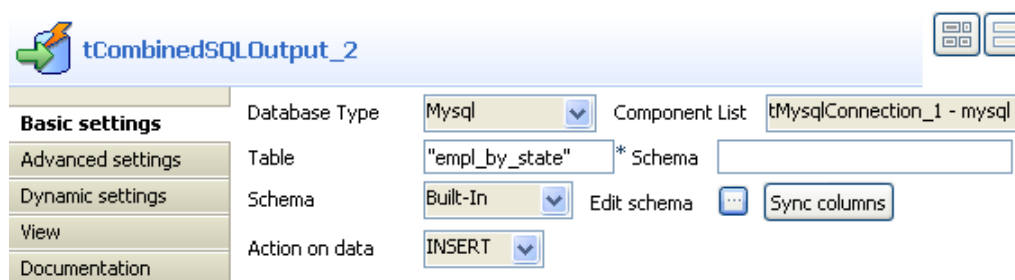 tCombinedSQLOutput_2
Basic settings
Advanced settings
Dynamic settings
View
Documentation
Database Type Mysql Component List tMysqlConnection_1 - mysql
Table "empl_by_state" * Schema
Schema Built-In Edit schema ... Sync columns
Action on data INSERT